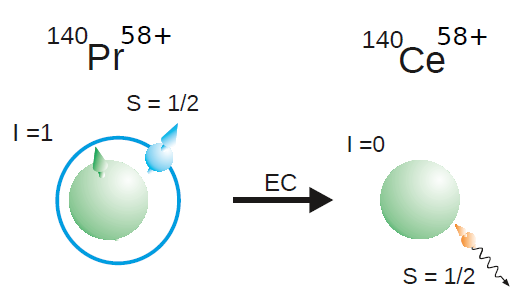 140Pr58+
140Ce58+
S = 1/2
I =1
I =0
EC
S = 1/2